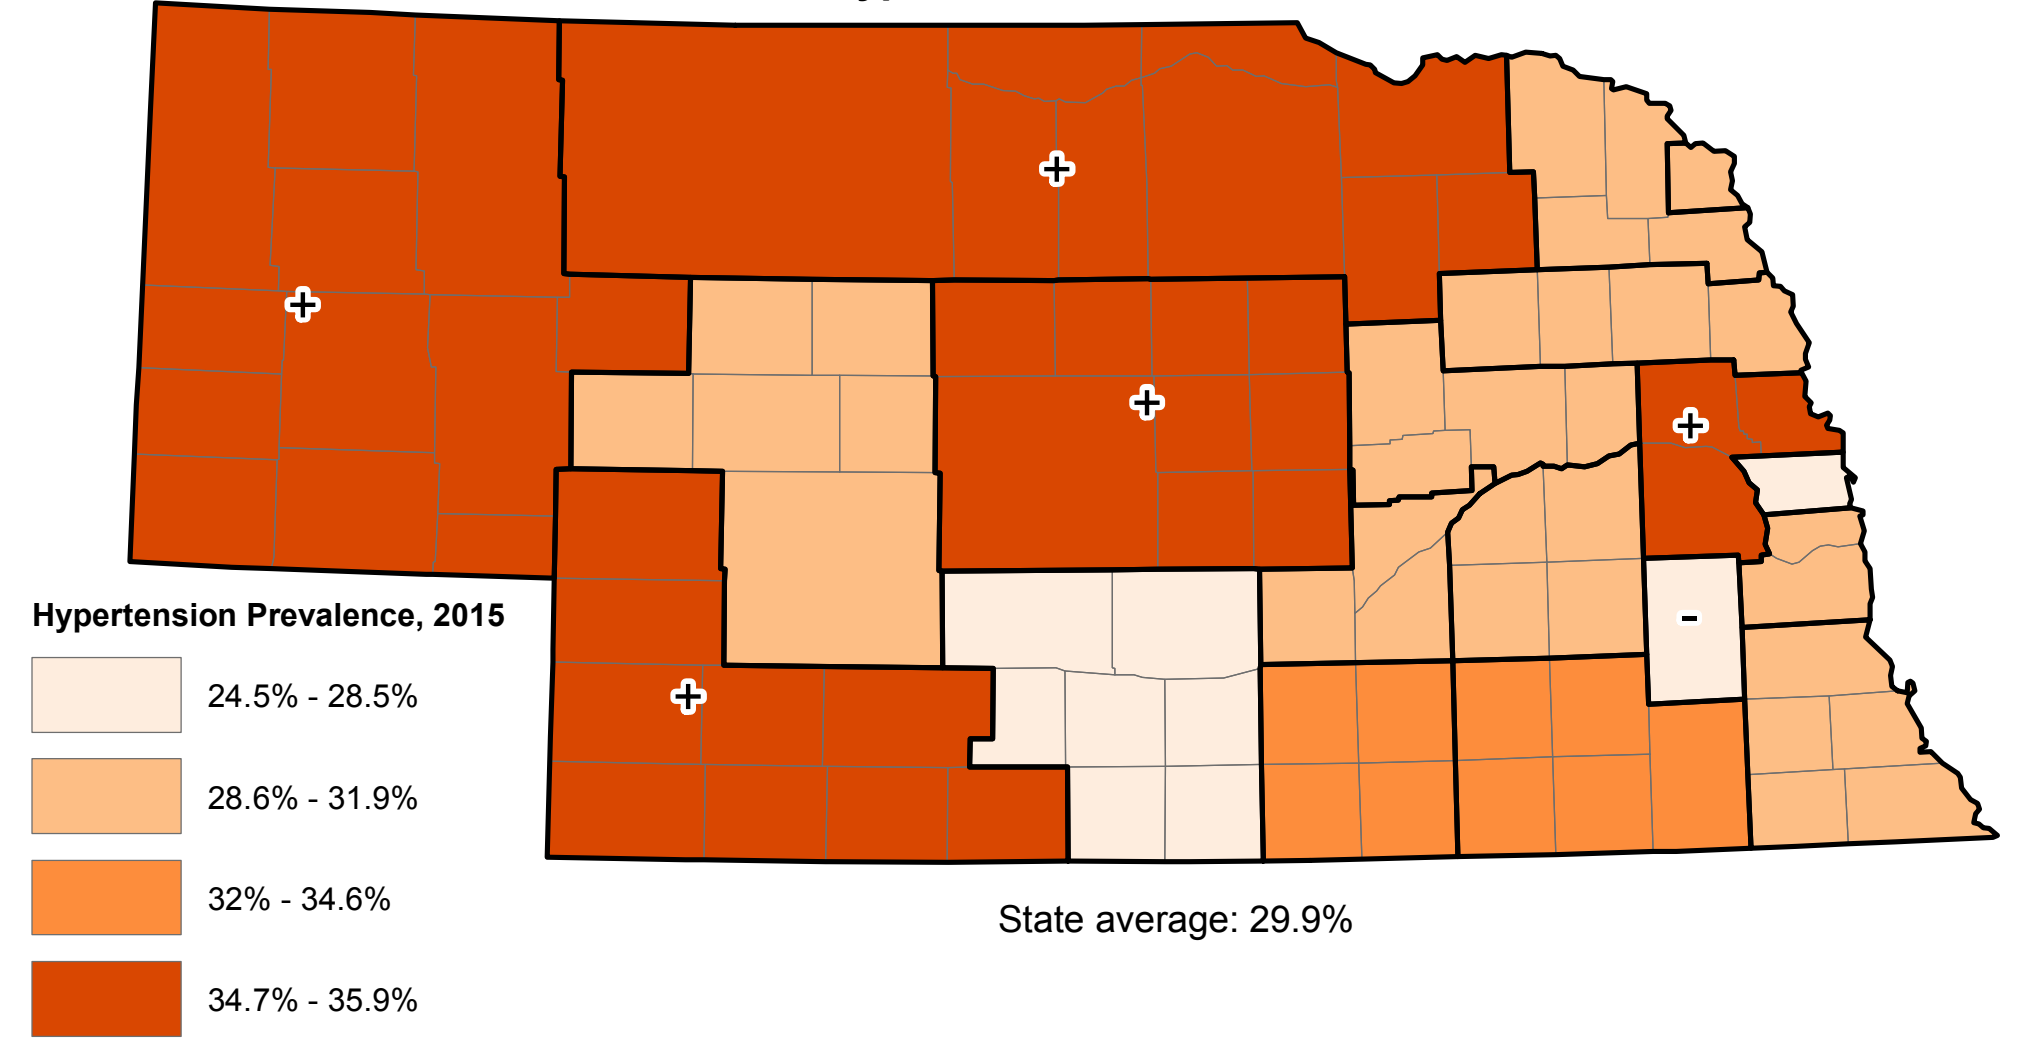 +
+
+
+
+
Hypertension Prevalence, 2015
-
24.5% - 28.5%
+
28.6% - 31.9%
32% - 34.6%
State average: 29.9%
34.7% - 35.9%